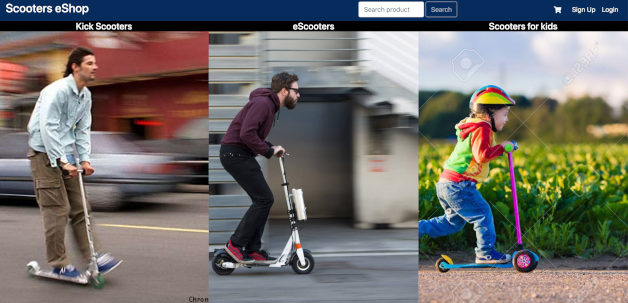 Scooters eShop
Search product
Search
Sign Up
Login
Kick Scooters
eScooters
Scooters for kids
Chron